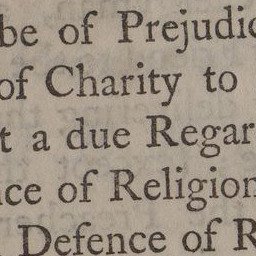 be of Prejudic
of Charity to
t a due Regar
ce of Religion
Defence of R